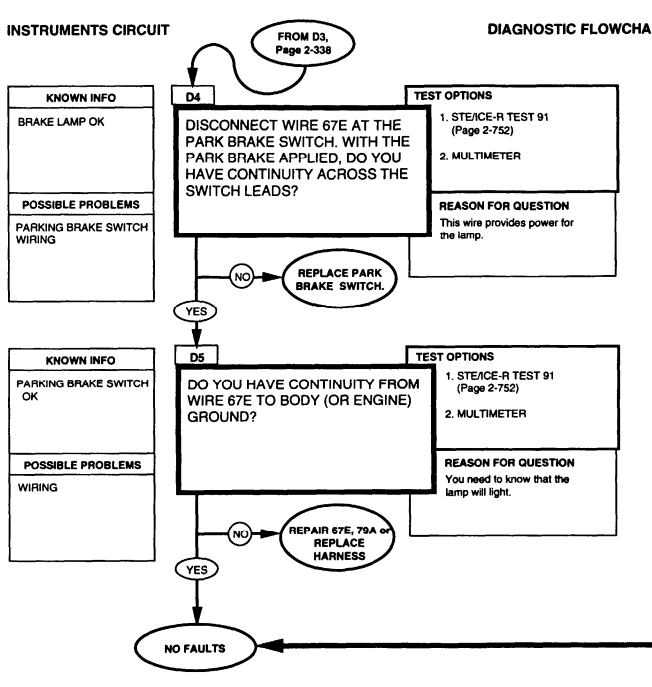 INSTRUMENTS CIRCUIT
DIAGNOSTIC FLOWCHA
FROM D3,
Page 2-338
KNOWN INFO
BRAKE LAMP OK
POSSIBLE PROBLEMS
PARKING BRAKE SWITCH
WIRING
D4
DISCONNECT WIRE 67E AT THE
PARK BRAKE SWITCH. WITH THE
PARK BRAKE APPLIED, DO YOU
HAVE CONTINUITY ACROSS THE
SWITCH LEADS?
TEST OPTIONS
1. STE/ICE-R TEST 91
(Page 2-752)
2. MULTIMETER
REASON FOR QUESTION
This wire provides power for
the lamp.
NO
REPLACE PARK
BRAKE SWITCH.
YES
KNOWN INFO
PARKING BRAKE SWITCH
OK
POSSIBLE PROBLEMS
WIRING
D5
DO YOU HAVE CONTINUITY FROM
WIRE 67E TO BODY (OR ENGINE)
GROUND?
TEST OPTIONS
1. STE/ICE-R TEST 91
(Page 2-752)
2. MULTIMETER
REASON FOR QUESTION
You need to know that the
lamp will light.
NO
REPAIR 67E, 79A or
REPLACE
HARNESS
YES
NO FAULTS